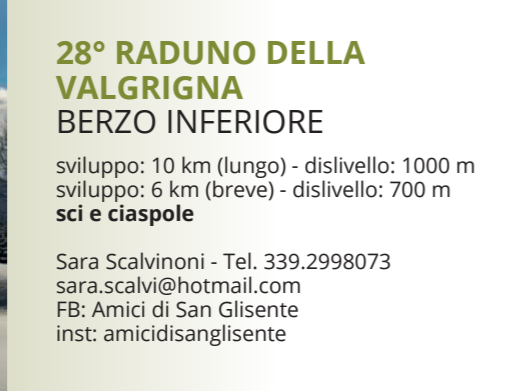 28° RADUNO DELLA
VALGRIGNA
BERZO INFERIORE
sviluppo: 10 km (lungo) - dislivello: 1000 m
sviluppo: 6 km (breve) - dislivello: 700 m
sci e ciaspole
Sara Scalvinoni - Tel. 339.2998073
sara.scalvi@hotmail.com
FB: Amici di San Glisente
inst: amicidisanglisente